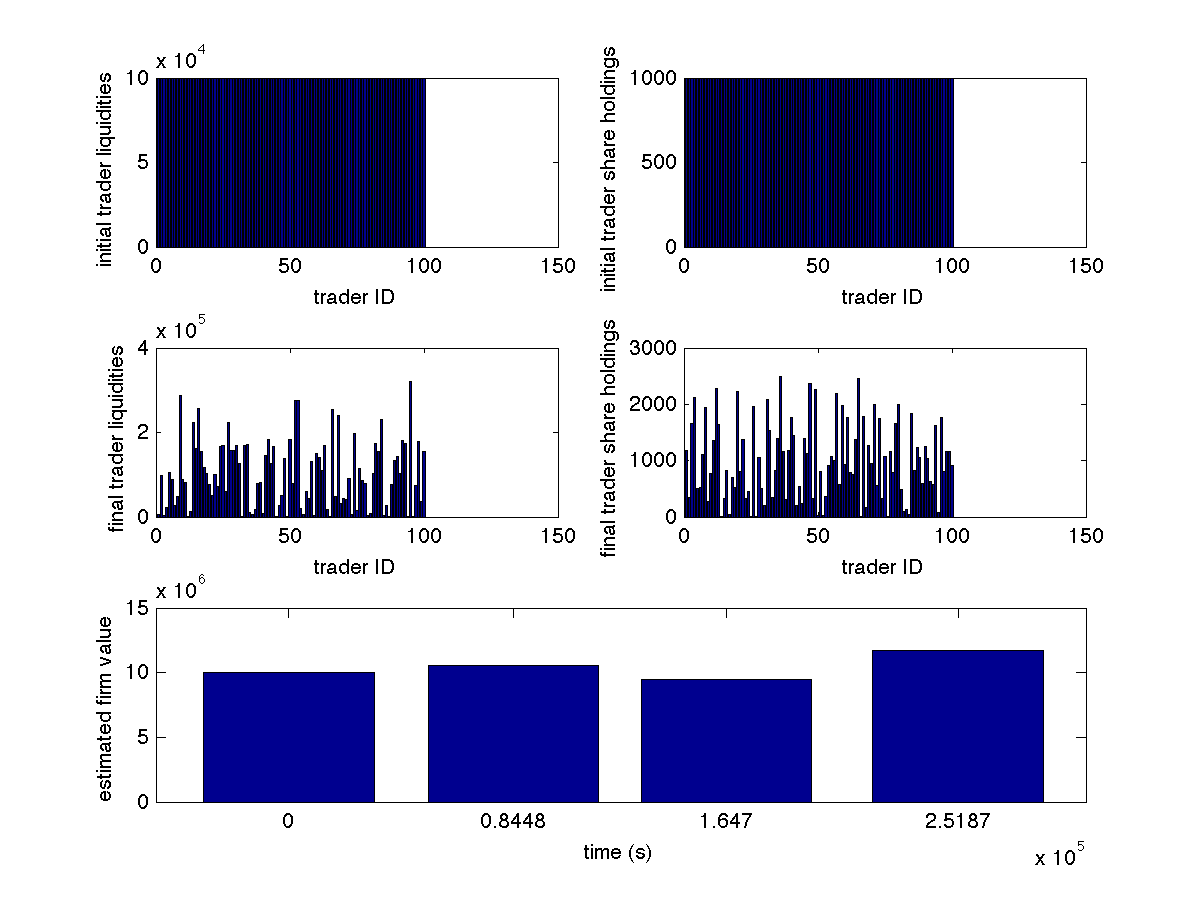 x 10^4
10
5
0
initial trader liquidities
0 50 100 150
trader ID
1000
500
0
initial trader share holdings
0 50 100 150
trader ID
x 10^5
4
2
0
final trader liquidities
0 50 100 150
trader ID
3000
2000
1000
0
final trader share holdings
0 50 100 150
trader ID
x 10^6
15
10
5
0
estimated firm value
0 0.8448 1.647 2.5187
time (s)
x 10^5